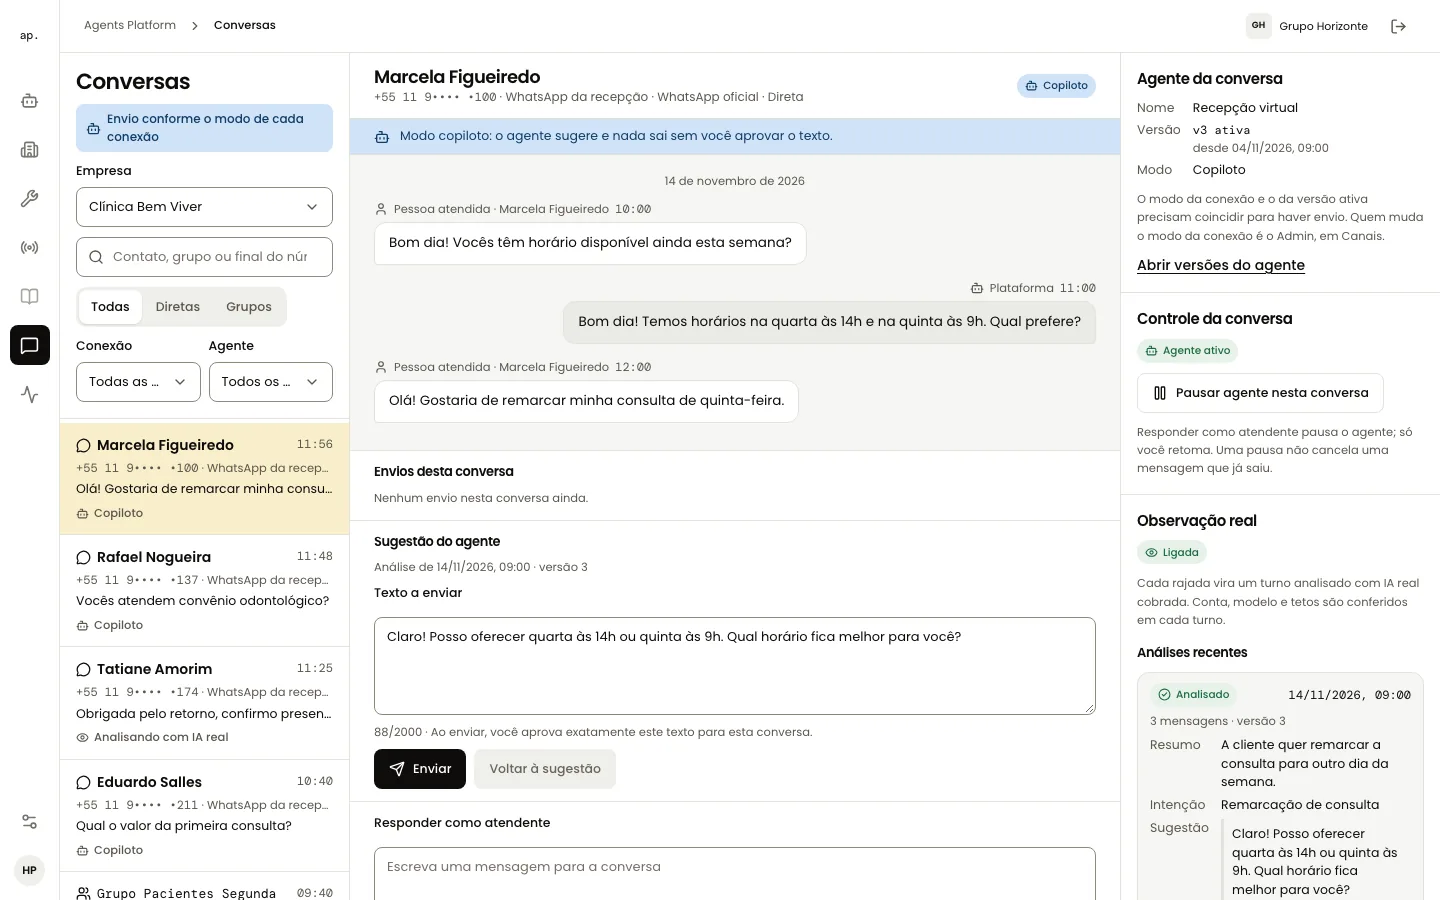 ap.
Agents Platform
Conversas
GH
Grupo Horizonte
Conversas
Envio conforme o modo de cada
conexão
Empresa
Clínica Bem Viver
Contato, grupo ou final do núr
Todas
Diretas
Grupos
Conexão
Agente
Todas as ...
Todos os ...
Marcela Figueiredo
11:56
+55 11 9•••• •100 · WhatsApp da recep...
Olá! Gostaria de remarcar minha consu...
Copiloto
Rafael Nogueira
11:48
+55 11 9•••• •137 · WhatsApp da recep...
Vocês atendem convênio odontológico?
Copiloto
Tatiane Amorim
11:25
+55 11 9•••• •174 · WhatsApp da recep...
Obrigada pelo retorno, confirmo presen...
Analisando com IA real
Eduardo Salles
10:40
+55 11 9•••• •211 · WhatsApp da recep...
Qual o valor da primeira consulta?
Copiloto
Grupo Pacientes Segunda
09:40
HP
Marcela Figueiredo
+55 11 9•••• •100 · WhatsApp da recepção · WhatsApp oficial · Direta
Copiloto
Modo copiloto: o agente sugere e nada sai sem você aprovar o texto.
14 de novembro de 2026
Pessoa atendida · Marcela Figueiredo 10:00
Bom dia! Vocês têm horário disponível ainda esta semana?
Plataforma 11:00
Bom dia! Temos horários na quarta às 14h e na quinta às 9h. Qual prefere?
Pessoa atendida · Marcela Figueiredo 12:00
Olá! Gostaria de remarcar minha consulta de quinta-feira.
Envios desta conversa
Nenhum envio nesta conversa ainda.
Sugestão do agente
Análise de 14/11/2026, 09:00 · versão 3
Texto a enviar
Claro! Posso oferecer quarta às 14h ou quinta às 9h. Qual horário fica melhor para você?
88/2000 · Ao enviar, você aprova exatamente este texto para esta conversa.
Enviar
Voltar à sugestão
Responder como atendente
Escreva uma mensagem para a conversa
Agente da conversa
Nome Recepção virtual
Versão v3 ativa
desde 04/11/2026, 09:00
Modo Copiloto
O modo da conexão e o da versão ativa
precisam coincidir para haver envio. Quem muda
o modo da conexão é o Admin, em Canais.
Abrir versões do agente
Controle da conversa
Agente ativo
Pausar agente nesta conversa
Responder como atendente pausa o agente; só
você retoma. Uma pausa não cancela uma
mensagem que já saiu.
Observação real
Ligada
Cada rajada vira um turno analisado com IA real
cobrada. Conta, modelo e tetos são conferidos
em cada turno.
Análises recentes
Analisado
14/11/2026, 09:00
3 mensagens · versão 3
Resumo A cliente quer remarcar a
consulta para outro dia da
semana.
Intenção Remarcação de consulta
Sugestão Claro! Posso oferecer
quarta às 14h ou quinta às
9h. Qual horário fica
melhor para você?